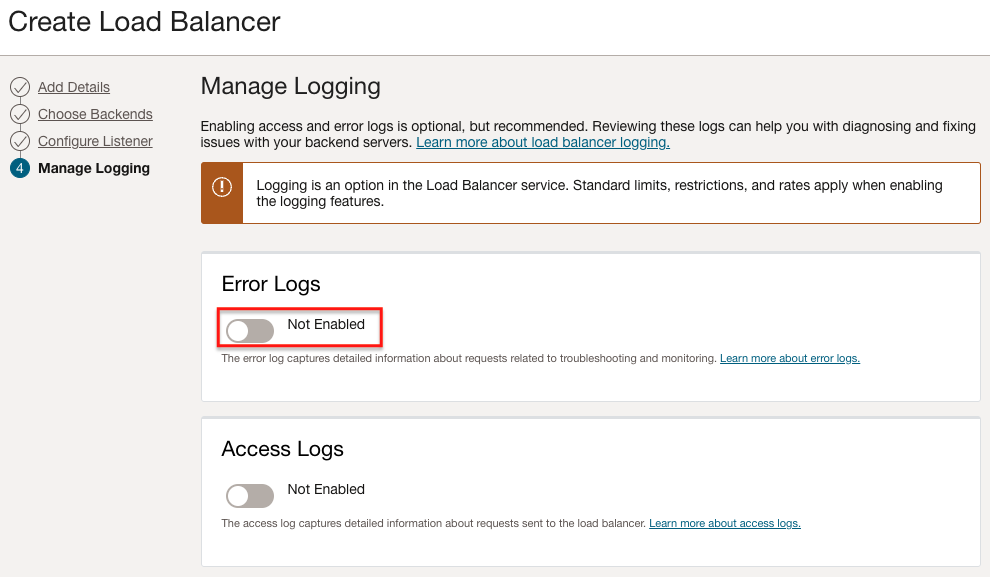 Create Load Balancer
Add Details
Choose Backends
Configure Listener
4 Manage Logging
Manage Logging
Enabling access and error logs is optional, but recommended. Reviewing these logs can help you with diagnosing and fixing
issues with your backend servers. Learn more about load balancer logging.
Logging is an option in the Load Balancer service. Standard limits, restrictions, and rates apply when enabling
the logging features.
Error Logs
Not Enabled
The error log captures detailed information about requests related to troubleshooting and monitoring. Learn more about error logs.
Access Logs
Not Enabled
The access log captures detailed information about requests sent to the load balancer. Learn more about access logs.